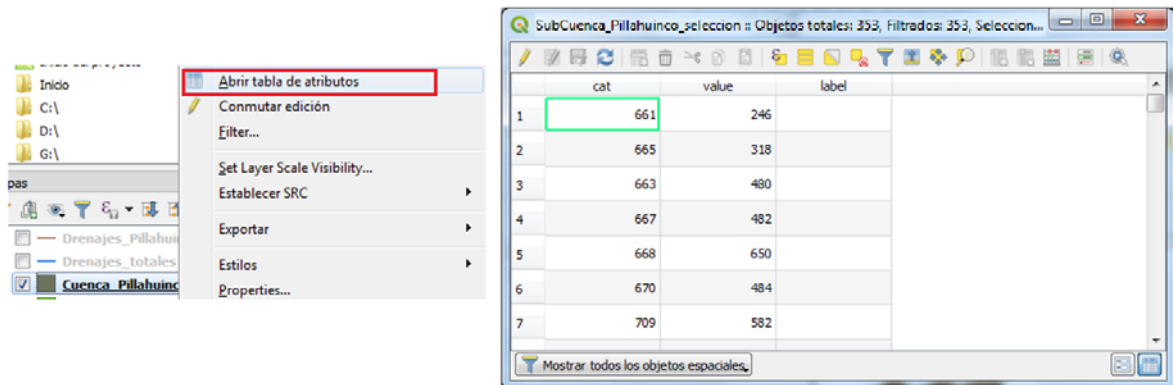 Inicio
C:\
D:\
G:\
pas
Drenajes_Pillahui
Drenajes_totales
Cuenca_Pillahuinc
Abrir tabla de atributos
Conmutar edición
Filter...
Set Layer Scale Visibility...
Establecer SRC
Exportar
Estilos
Properties...
SubCuenca_Pillahuinco_seleccion :: Objetos totales: 353, Filtrados: 353, Seleccion...
cat value label
1 661 246
2 665 318
3 663 480
4 667 482
5 668 650
6 670 484
7 709 582
Mostrar todos los objetos espaciales